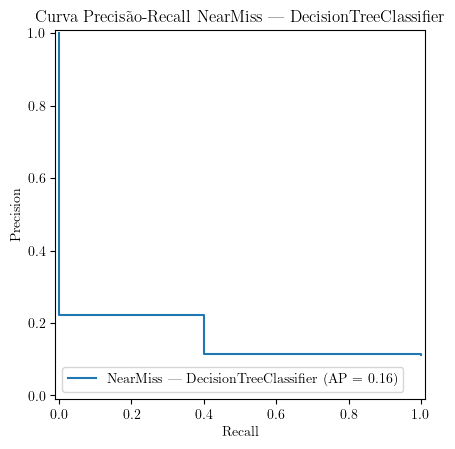 Curva Precisão-Recall NearMiss — DecisionTreeClassifier
1.0
0.8
0.6
0.4
0.2
0.0
Precision
NearMiss — DecisionTreeClassifier (AP = 0.16)
0.0 0.2 0.4 0.6 0.8 1.0
Recall